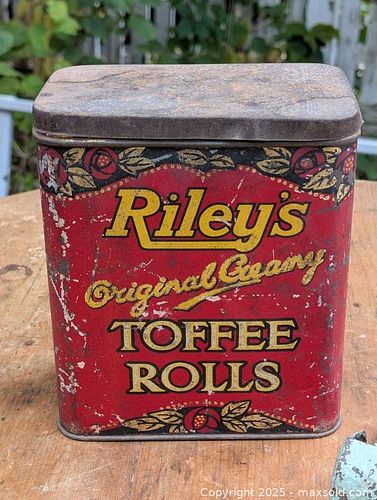 Riley's
Original Creamy
TOFFEE
ROLLS
Copyright 2025 - maxsold.com